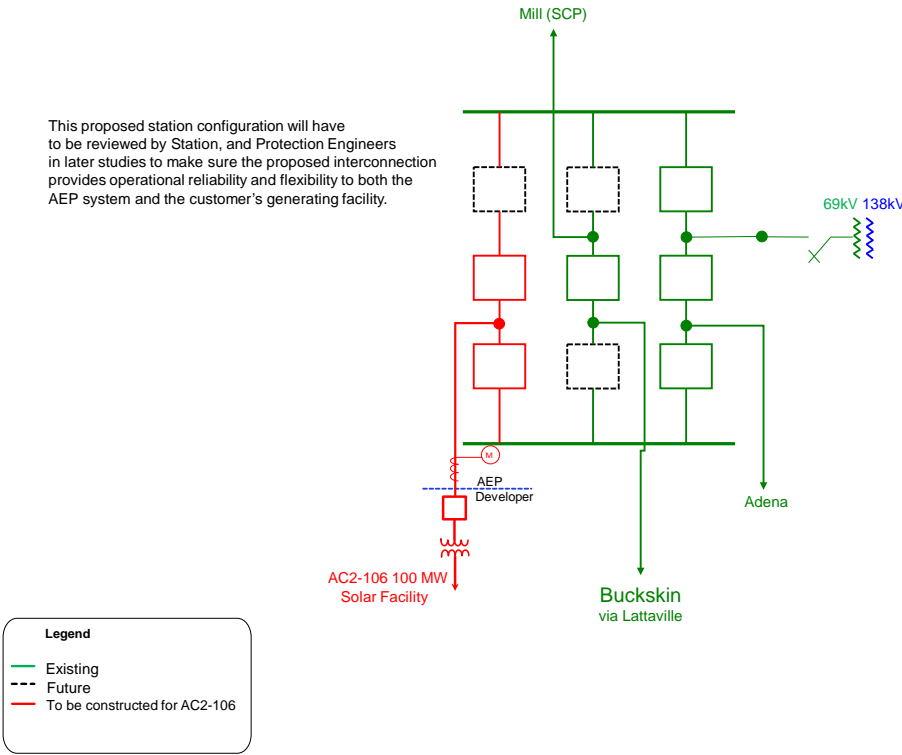 Mill (SCP)
This proposed station configuration will have
to be reviewed by Station, and Protection Engineers
in later studies to make sure the proposed interconnection
provides operational reliability and flexibility to both the
AEP system and the customer's generating facility.
69kV 138kV
M
AEP
Developer
Adena
AC2-106 100 MW
Solar Facility
Buckskin
via Lattaville
Legend
Existing
Future
To be constructed for AC2-106